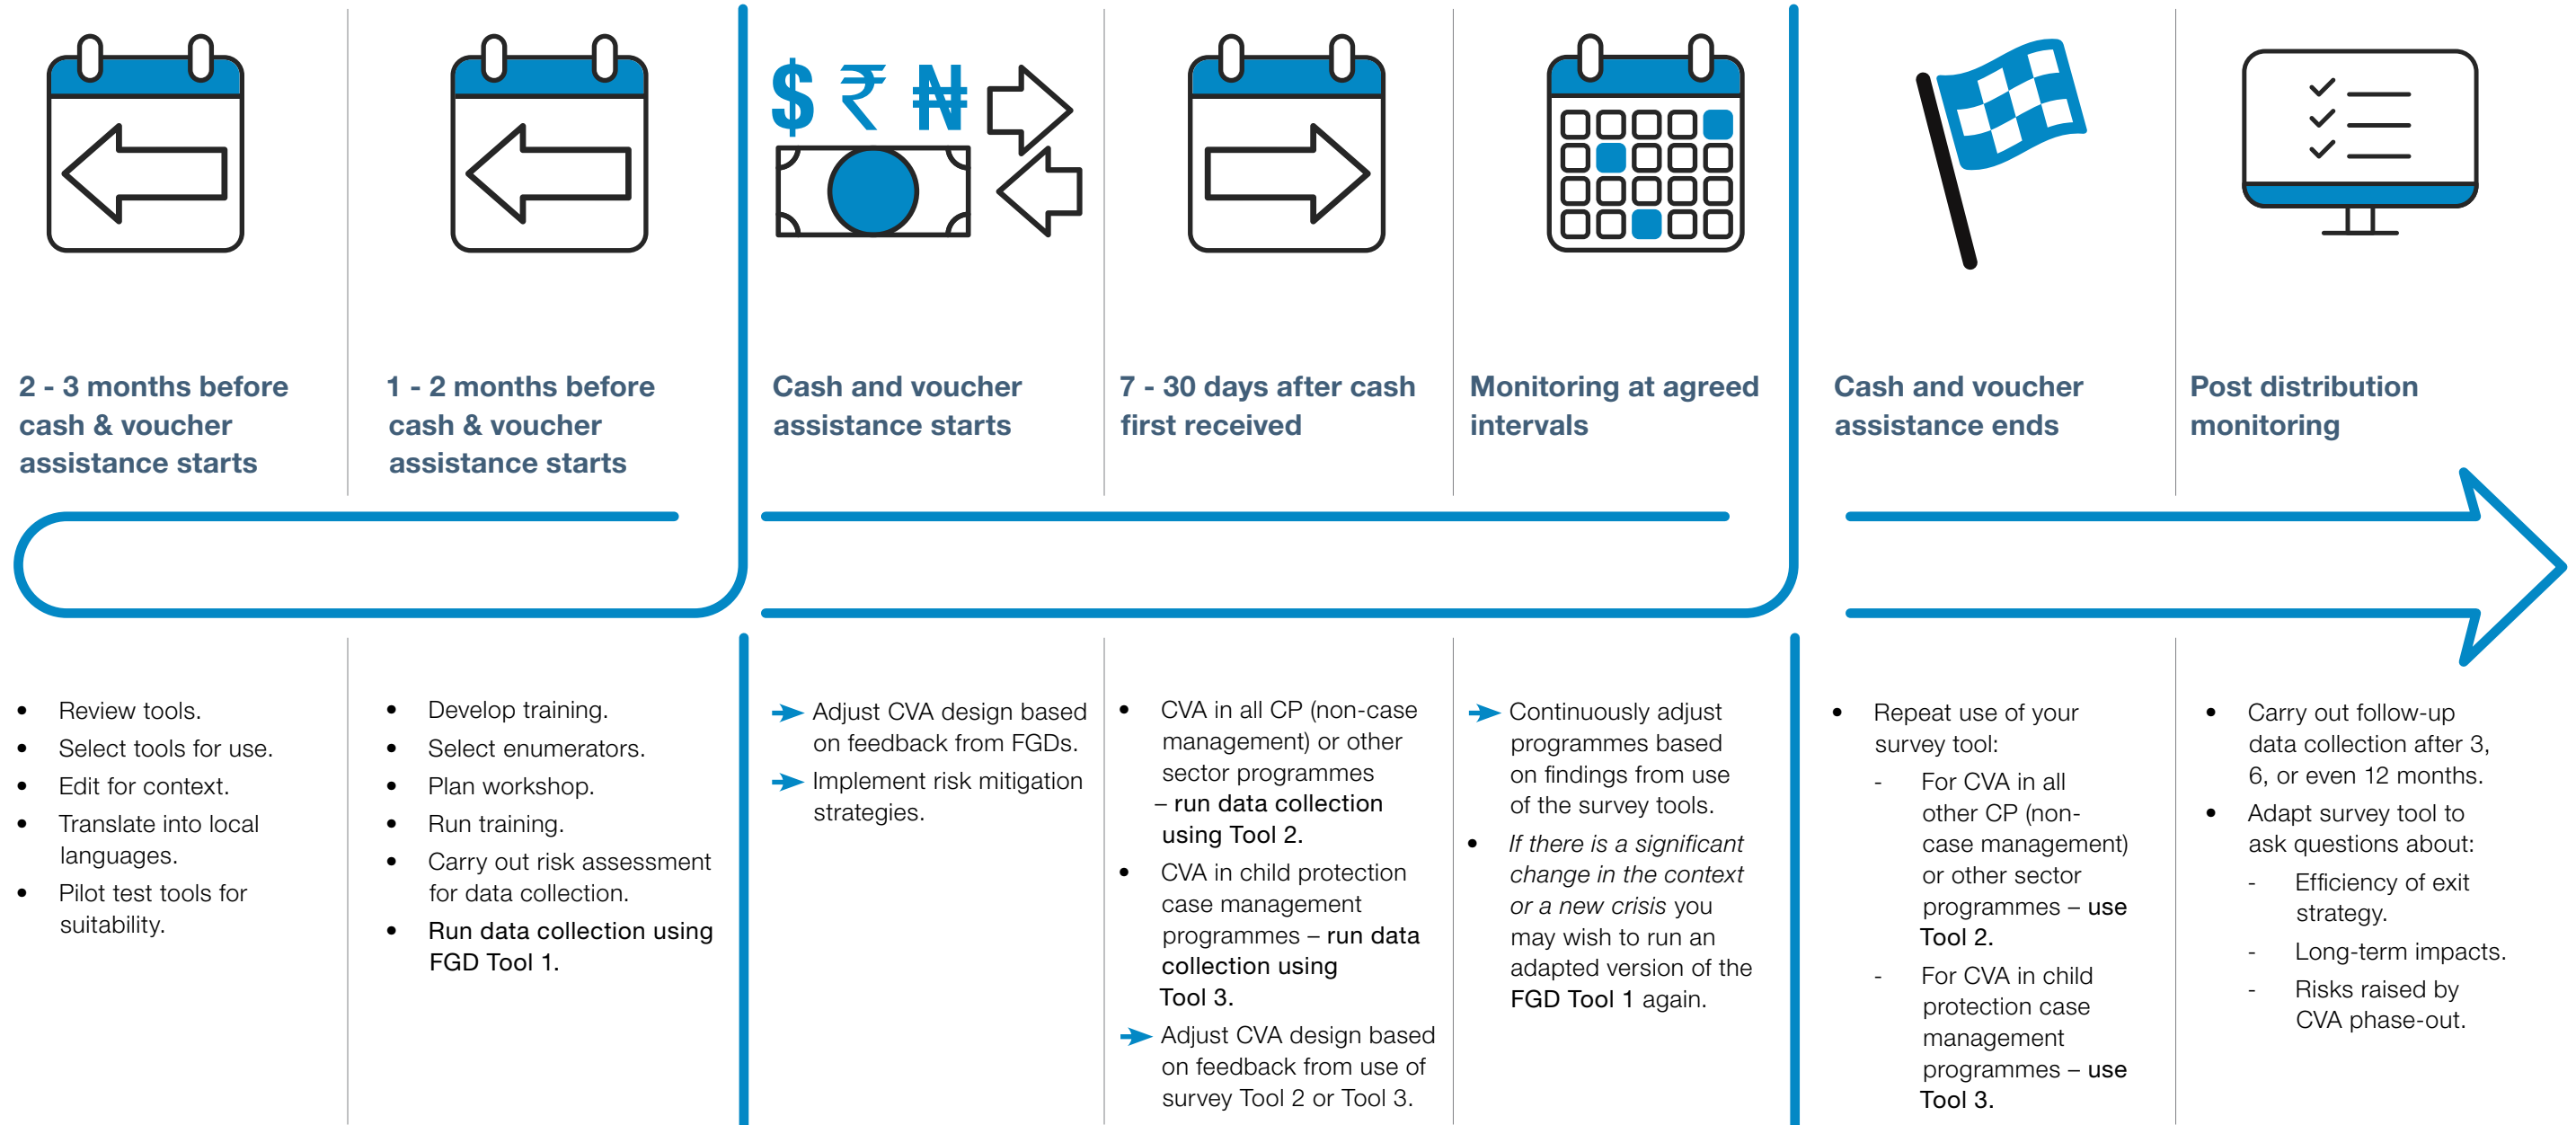 $ ₹ ₦
2 - 3 months before
cash & voucher
assistance starts
1 - 2 months before
cash & voucher
assistance starts
Cash and voucher
assistance starts
7 - 30 days after cash
first received
Monitoring at agreed
intervals
Cash and voucher
assistance ends
Post distribution
monitoring
• Review tools.
• Select tools for use.
• Edit for context.
• Translate into local
languages.
• Pilot test tools for
suitability.
• Develop training.
• Select enumerators.
• Plan workshop.
• Run training.
• Carry out risk assessment
for data collection.
• Run data collection using
FGD Tool 1.
Adjust CVA design based
on feedback from FGDs.
Implement risk mitigation
strategies.
• CVA in all CP (non-case
management) or other
sector programmes
– run data collection
using Tool 2.
• CVA in child protection
case management
programmes – run data
collection using
Tool 3.
Adjust CVA design based
on feedback from use of
survey Tool 2 or Tool 3.
Continuously adjust
programmes based
on findings from use
of the survey tools.
• If there is a significant
change in the context
or a new crisis you
may wish to run an
adapted version of the
FGD Tool 1 again.
• Repeat use of your
survey tool:
- For CVA in all
other CP (non-
case management)
or other sector
programmes – use
Tool 2.
- For CVA in child
protection case
management
programmes – use
Tool 3.
• Carry out follow-up
data collection after 3,
6, or even 12 months.
• Adapt survey tool to
ask questions about:
- Efficiency of exit
strategy.
- Long-term impacts.
- Risks raised by
CVA phase-out.